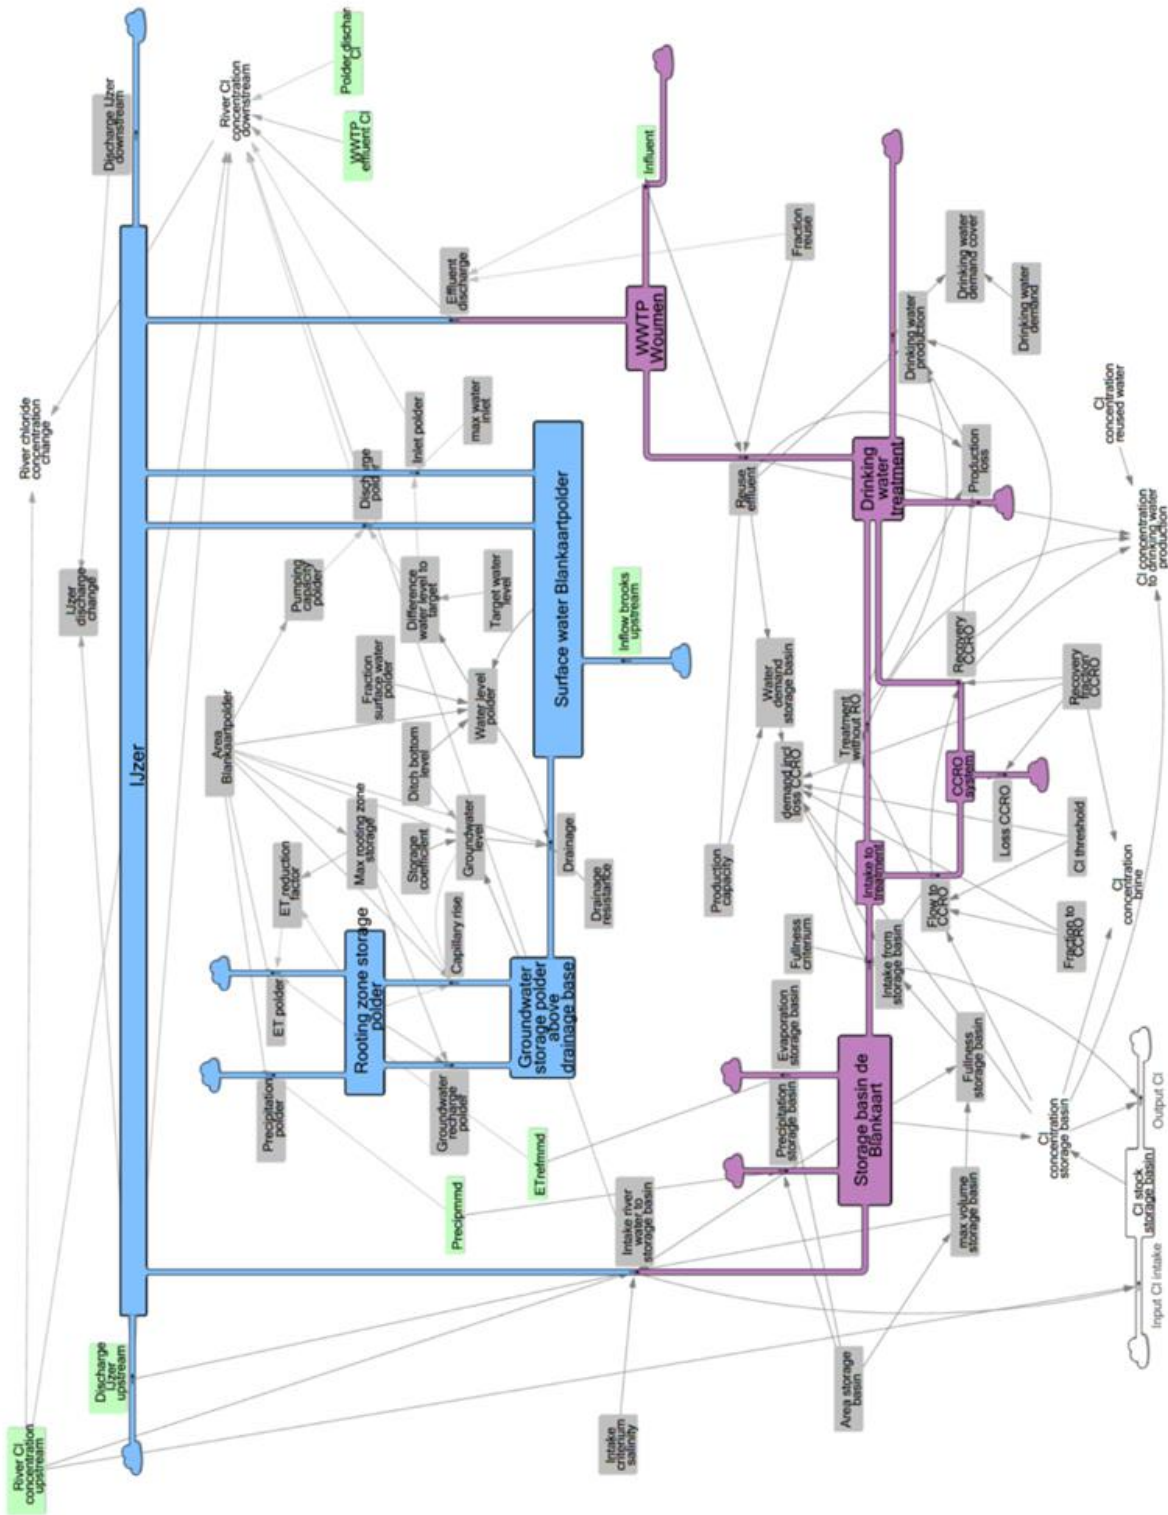 River Cl
concentration
upstream
River chloride
concentration
change
Discharge
IJzer
upstream
IJzer
discharge
change
Discharge IJzer
downstream
IJzer
River Cl
concentration
downstream
Precipitation
polder
ET polder
ET reduction
factor
Area
Blankaartpolder
Pumping
capacity
polder
Polder dischar
Cl
WWTP
effluent Cl
Rooting zone storage
polder
Max rooting zone
storage
Fraction
surface water
polder
Discharge
polder
Groundwater
recharge
polder
Capillary rise
Storage
coefficient
Groundwater
level
Ditch bottom
level
Water level
polder
Difference
water level to
target
Target water
level
Inlet polder
max water
inlet
Effluent
discharge
Precipmmd
ETrefmmd
Groundwater
storage polder
above
drainage base
Drainage
Drainage
resistance
Surface water Blankaartpolder
Inflow brooks
upstream
Intake
criterium
salinity
Intake river
water to
storage basin
WWTP
Woumen
Influent
Production
capacity
Reuse
effluent
Fraction
reuse
Precipitation
storage basin
Evaporation
storage basin
Fullness
criterium
demand incl
loss CCRO
Water
demand
storage basin
Area storage
basin
Storage basin de
Blankaart
Intake from
storage basin
Intake to
treatment
Treatment
without RO
Drinking
water
treatment
Drinking water
production
Flow to
CCRO
CCRO
system
Recovery
CCRO
Production
loss
Drinking water
demand cover
max volume
storage basin
Fullness
storage basin
Loss CCRO
Drinking water
demand
Cl
concentration
storage basin
Fraction to
CCRO
Cl threshold
Recovery
fraction
CCRO
Cl
concentration
brine
Cl
concentration
reused water
Input Cl intake
Cl stock
storage basin
Output Cl
Cl concentration
to drinking water
production